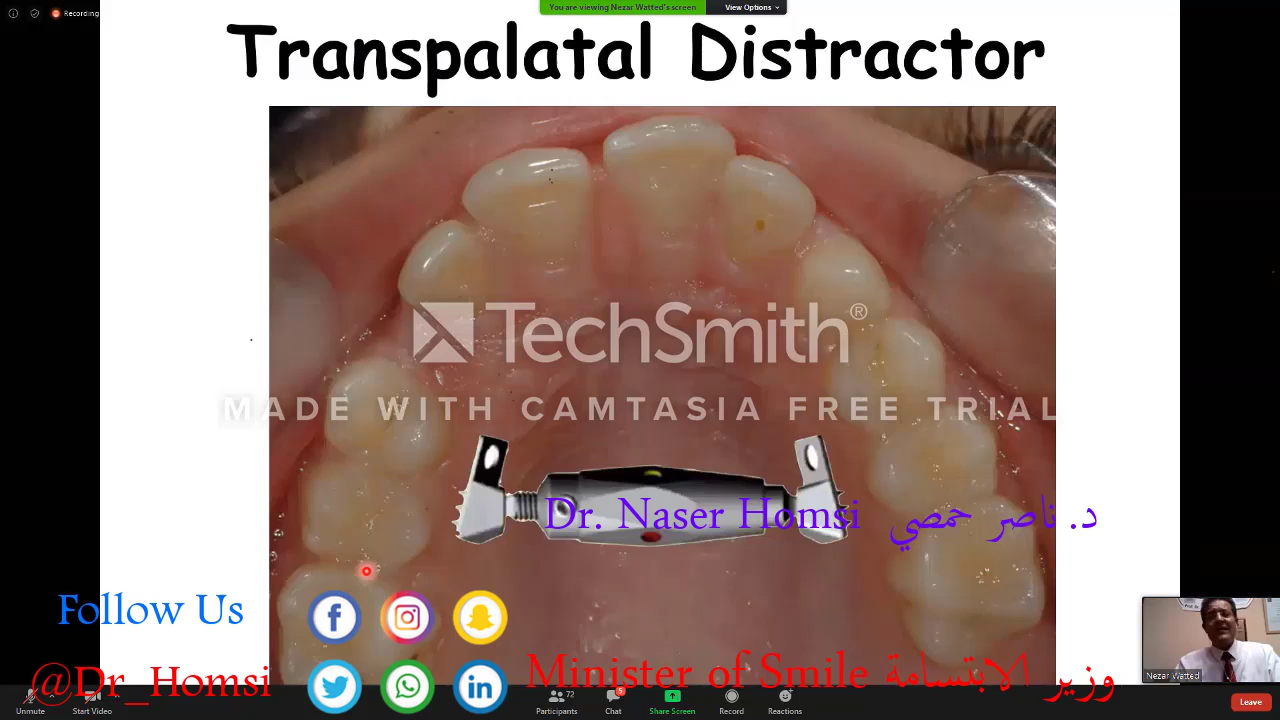 Recording
You are viewing Nezar Watted's screen
View Options
Transpalatal Distractor
TechSmith®
MADE WITH CAMTASIA FREE TRIAL
Dr. Naser Homsi د. ناصر حمصي
Follow Us
@Dr_Homsi
Minister of Smile وزير الابتسامة
Nezar Watted
Unmute
Start Video
72
Participants
5
Chat
Share Screen
Record
Reactions
Leave